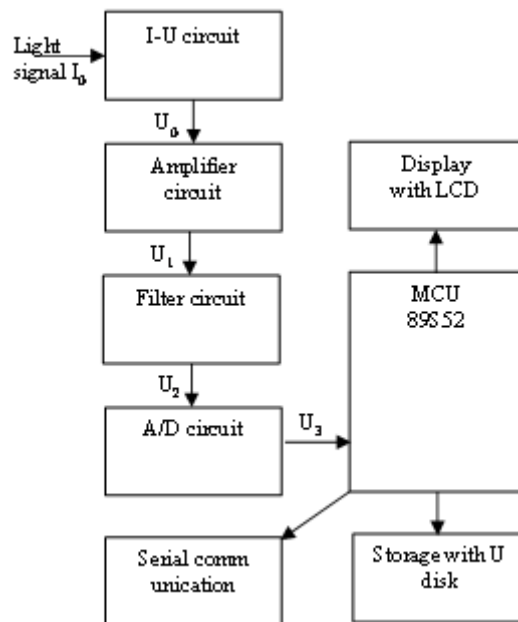 I-U circuit
Light
signal I₀
U₀
Amplifier
circuit
Display
with LCD
U₁
Filter circuit
MCU
89S52
U₂
A/D circuit
U₃
Serial comm
unication
Storage with U
disk